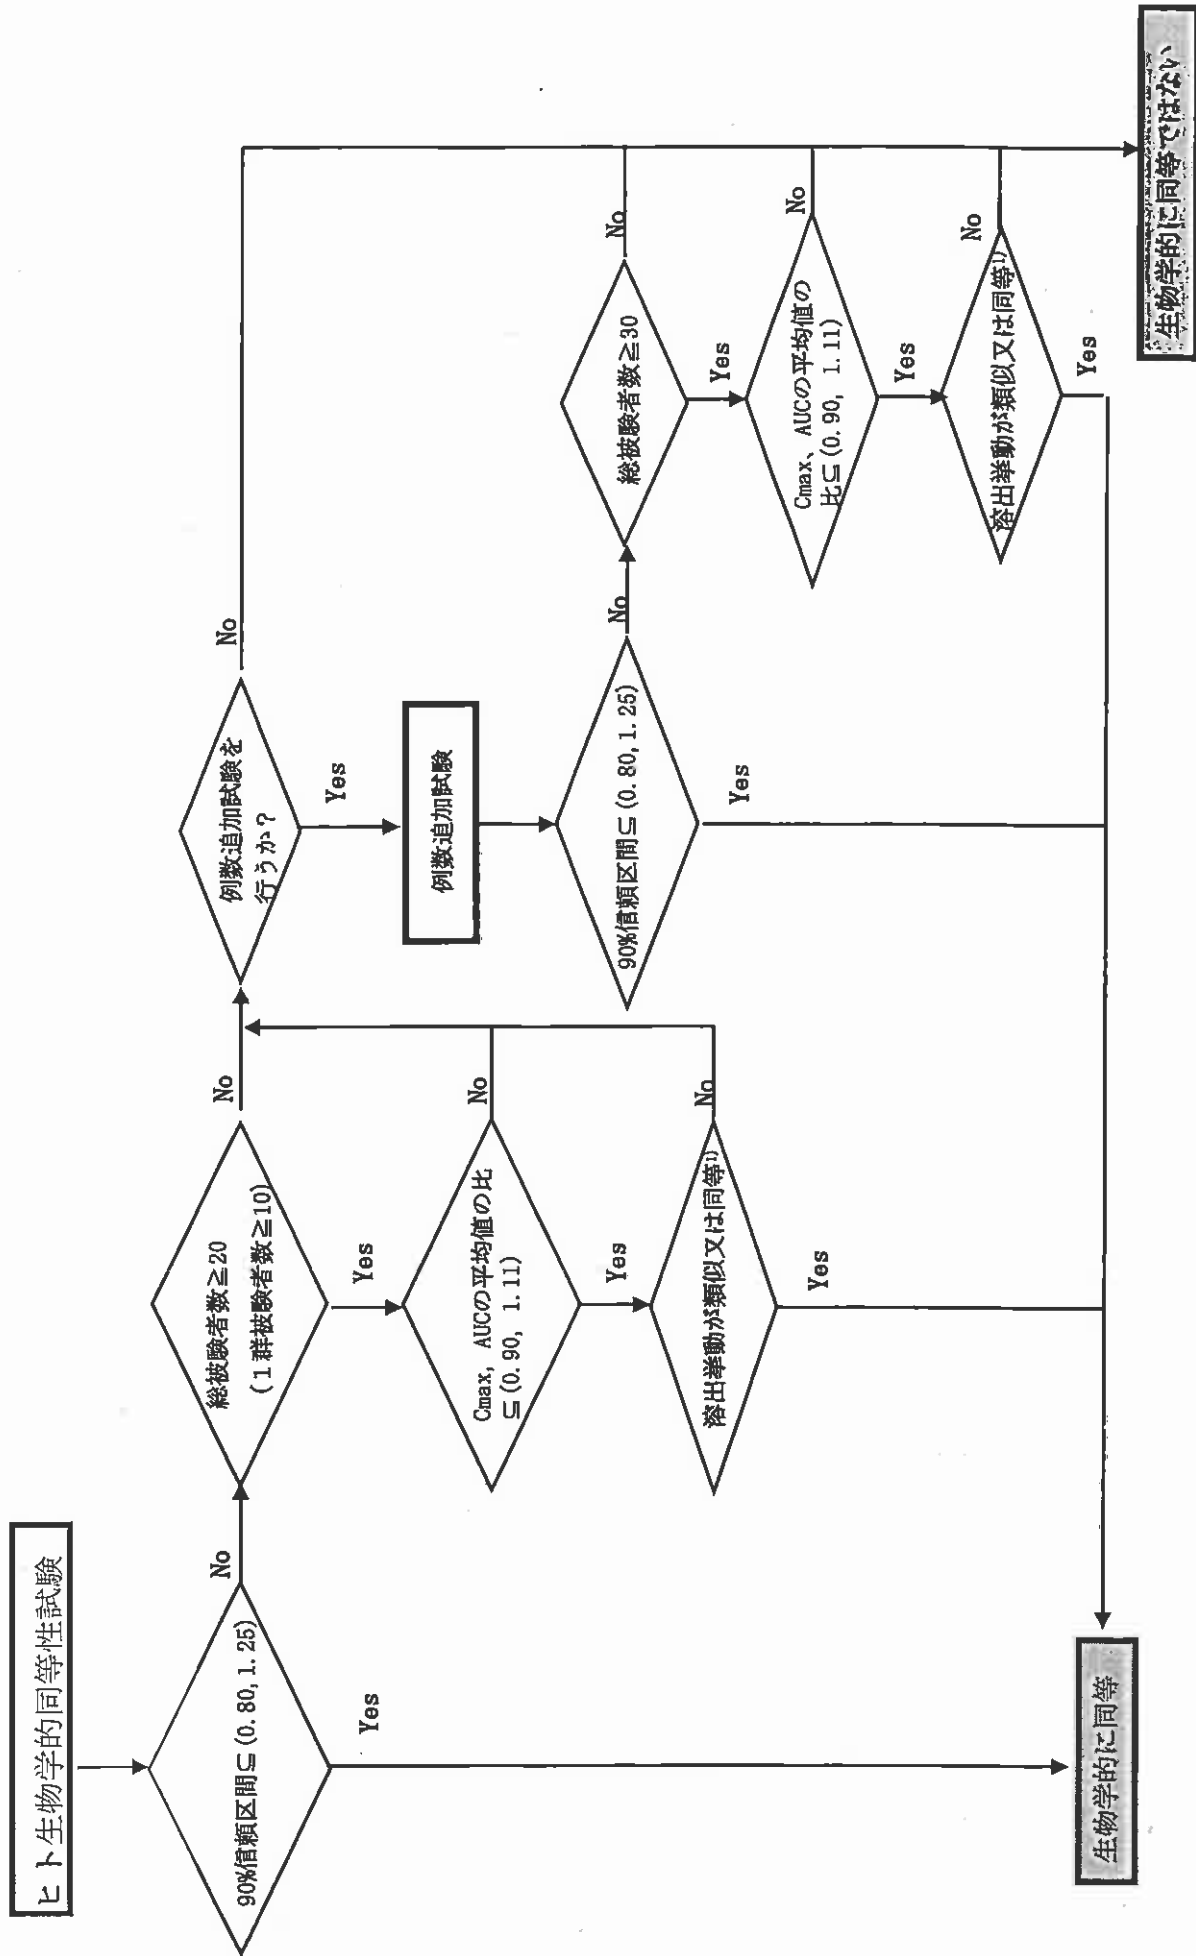 ヒト生物学的同等性試験
90%信頼区間⊆(0.80, 1.25)
No
Yes
総被験者数≧20
(1群被験者数≧10)
No
Yes
Cmax, AUCの平均値の比
⊆(0.90, 1.11)
No
Yes
溶出挙動が類似又は同等1)
No
Yes
例数追加試験を
行うか?
No
Yes
例数追加試験
90%信頼区間⊆(0.80, 1.25)
No
Yes
総被験者数≧30
No
Yes
Cmax、AUCの平均値の
比⊆(0.90, 1.11)
No
Yes
溶出挙動が類似又は同等1)
No
Yes
生物学的に同等
生物学的に同等ではない